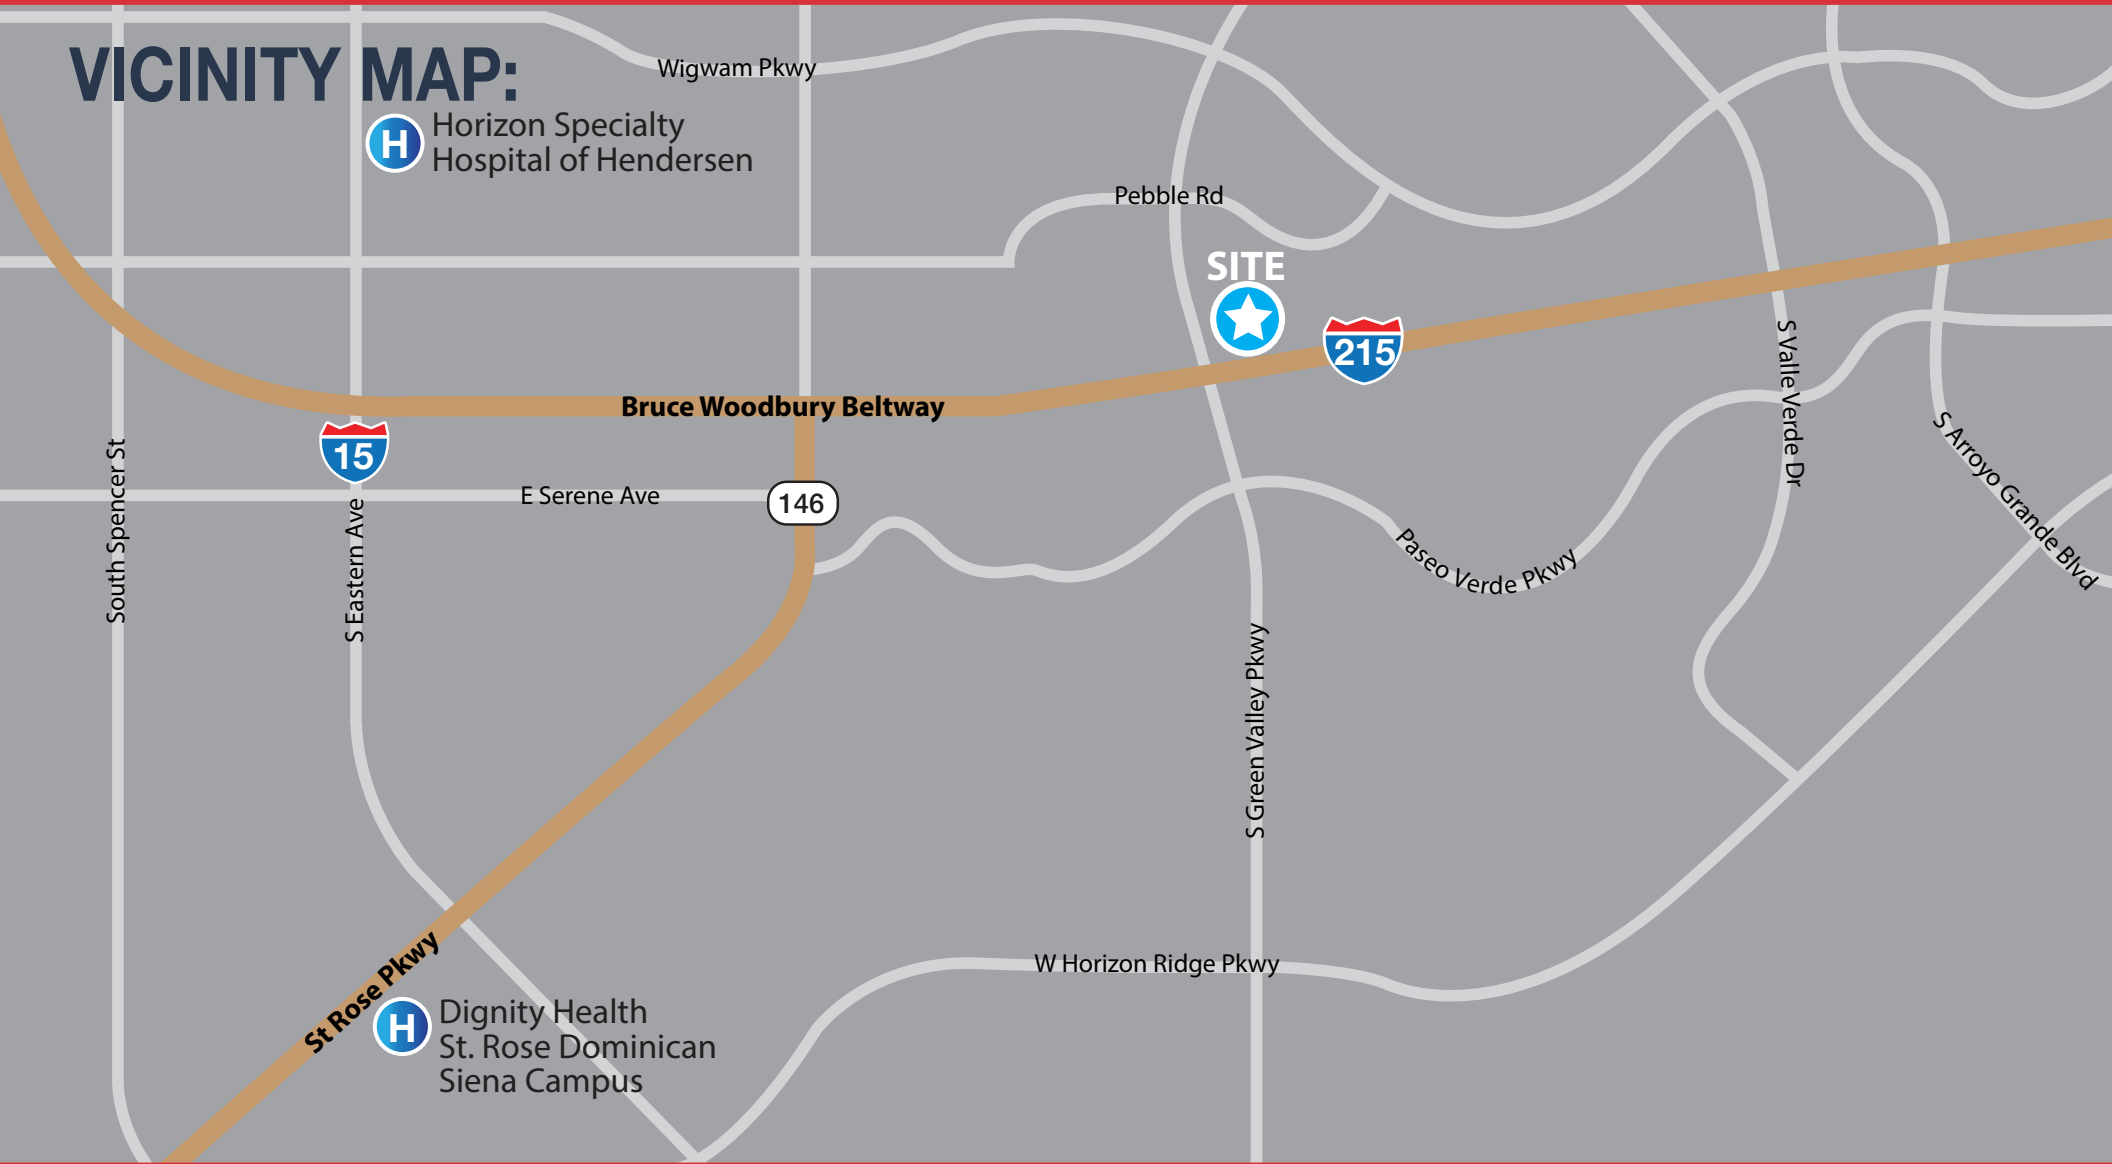 VICINITY MAP:
Wigwam Pkwy
H
Horizon Specialty
Hospital of Hendersen
Pebble Rd
SITE
215
Bruce Woodbury Beltway
15
E Serene Ave
146
South Spencer St
S Eastern Ave
S Valle Verde Dr
S Arroyo Grande Blvd
Paseo Verde Pkwy
S Green Valley Pkwy
W Horizon Ridge Pkwy
St Rose Pkwy
H
Dignity Health
St. Rose Dominican
Siena Campus